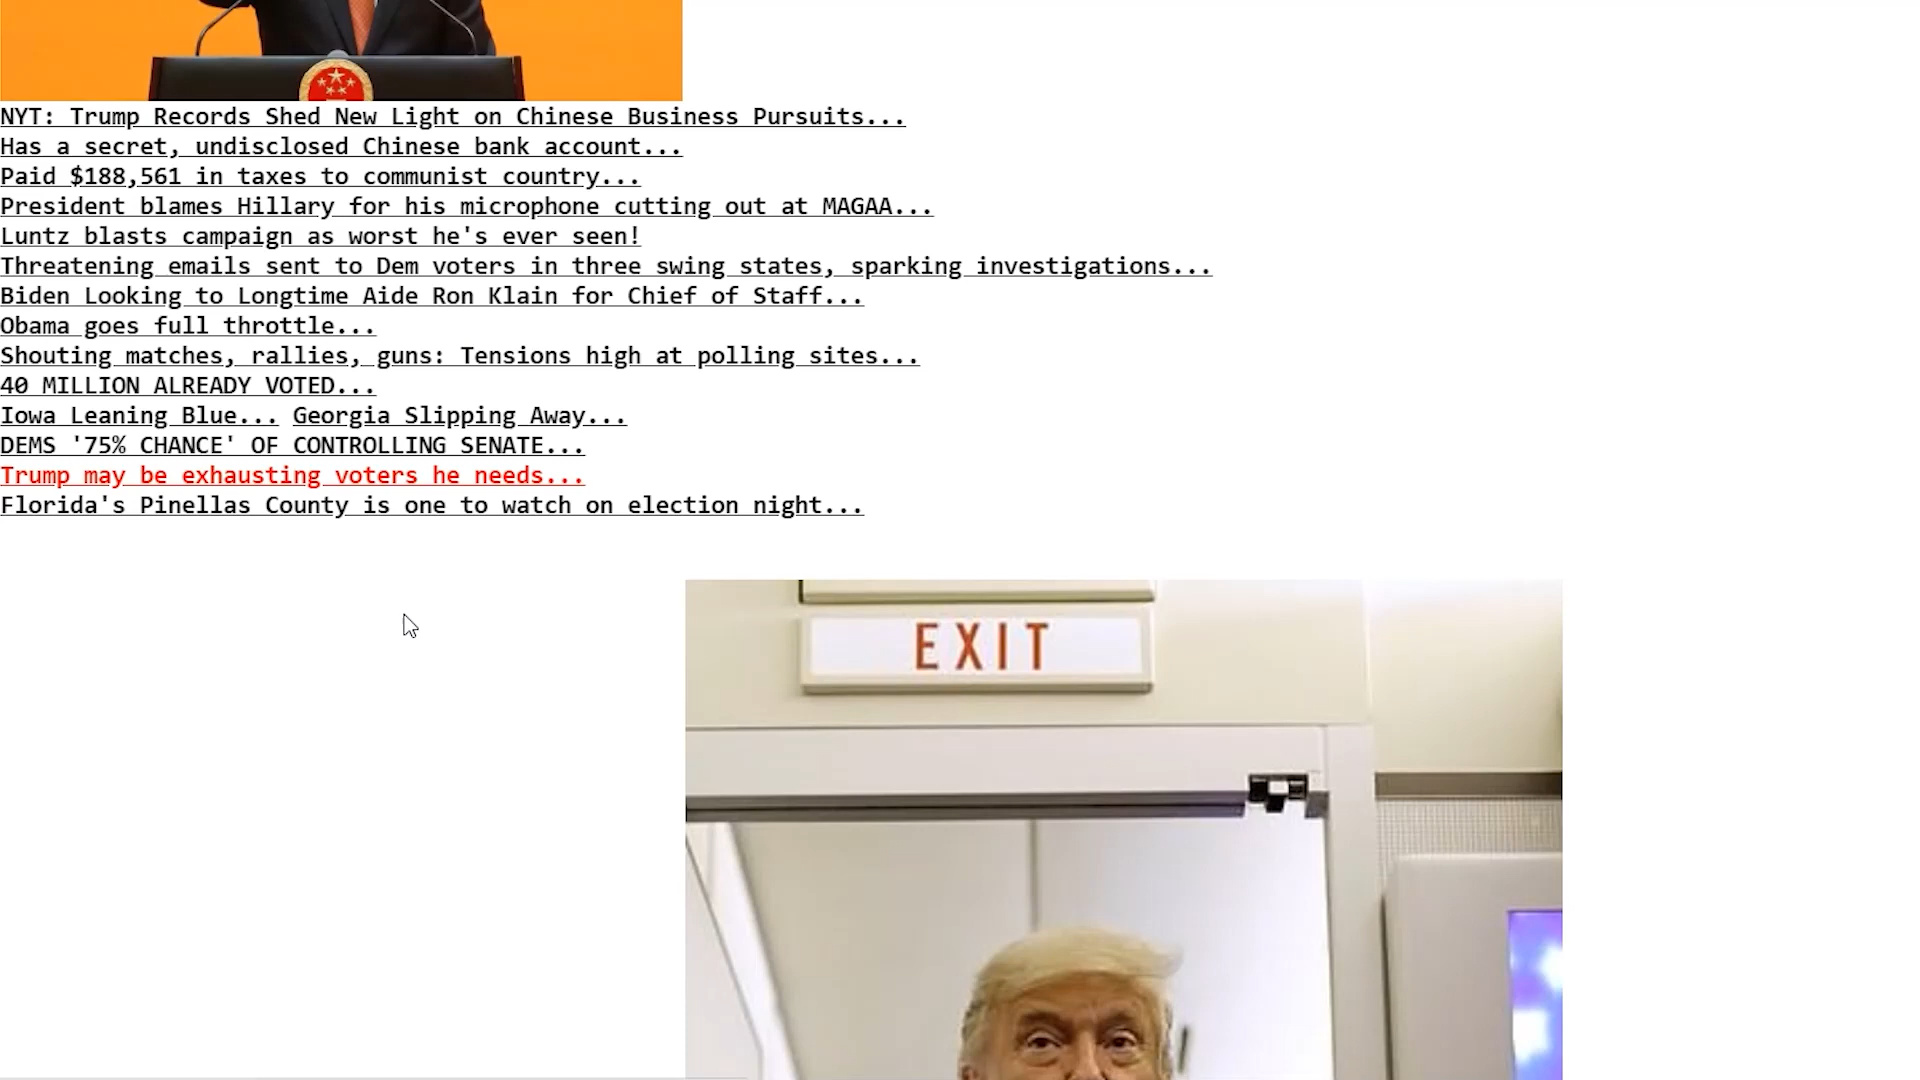 NYT: Trump Records Shed New Light on Chinese Business Pursuits...
Has a secret, undisclosed Chinese bank account...
Paid $188,561 in taxes to communist country...
President blames Hillary for his microphone cutting out at MAGAA...
Luntz blasts campaign as worst he's ever seen!
Threatening emails sent to Dem voters in three swing states, sparking investigations...
Biden Looking to Longtime Aide Ron Klain for Chief of Staff...
Obama goes full throttle...
Shouting matches, rallies, guns: Tensions high at polling sites...
40 MILLION ALREADY VOTED...
Iowa Leaning Blue... Georgia Slipping Away...
DEMS '75% CHANCE' OF CONTROLLING SENATE...
Trump may be exhausting voters he needs...
Florida's Pinellas County is one to watch on election night...
EXIT